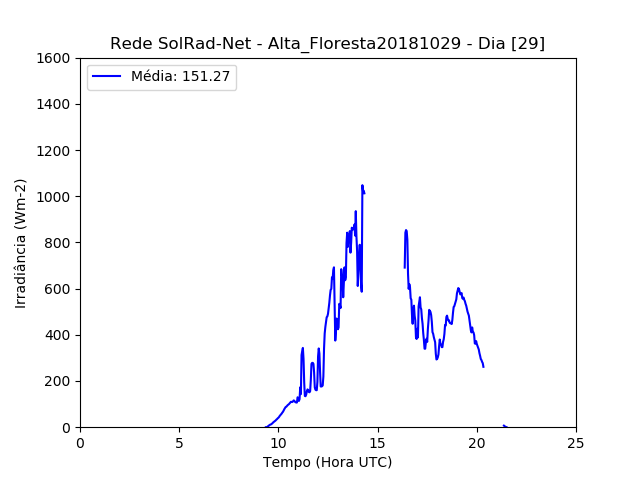 Rede SolRad-Net - Alta_Floresta20181029 - Dia [29]
Média: 151.27
Irradiância (Wm-2)
1600
1400
1200
1000
800
600
400
200
0
0 5 10 15 20 25
Tempo (Hora UTC)